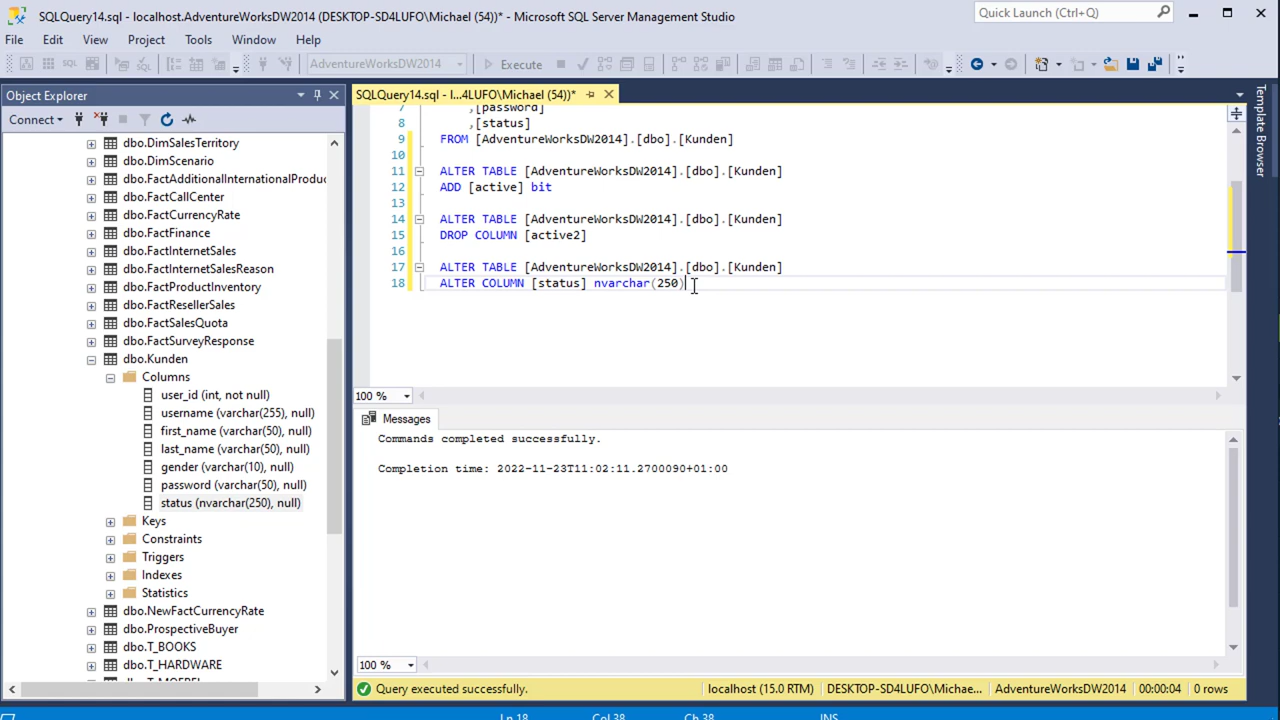 SQLQuery14.sql - localhost.AdventureWorksDW2014 (DESKTOP-SD4LUFO\Michael (54))* - Microsoft SQL Server Management Studio
Quick Launch (Ctrl+Q)
File Edit View Project Tools Window Help
AdventureWorksDW2014
Execute
Object Explorer
Connect
dbo.DimSalesTerritory
dbo.DimScenario
dbo.FactAdditionalInternationalProduc
dbo.FactCallCenter
dbo.FactCurrencyRate
dbo.FactFinance
dbo.FactInternetSales
dbo.FactInternetSalesReason
dbo.FactProductInventory
dbo.FactResellerSales
dbo.FactSalesQuota
dbo.FactSurveyResponse
dbo.Kunden
Columns
user_id (int, not null)
username (varchar(255), null)
first_name (varchar(50), null)
last_name (varchar(50), null)
gender (varchar(10), null)
password (varchar(50), null)
status (nvarchar(250), null)
Keys
Constraints
Triggers
Indexes
Statistics
dbo.NewFactCurrencyRate
dbo.ProspectiveBuyer
dbo.T_BOOKS
dbo.T_HARDWARE
SQLQuery14.sql - l...4LUFO\Michael (54))*
7 ,[password]
8 ,[status]
9 FROM [AdventureWorksDW2014].[dbo].[Kunden]
10
11 ALTER TABLE [AdventureWorksDW2014].[dbo].[Kunden]
12 ADD [active] bit
13
14 ALTER TABLE [AdventureWorksDW2014].[dbo].[Kunden]
15 DROP COLUMN [active2]
16
17 ALTER TABLE [AdventureWorksDW2014].[dbo].[Kunden]
18 ALTER COLUMN [status] nvarchar(250)
100 %
Messages
Commands completed successfully.
Completion time: 2022-11-23T11:02:11.2700090+01:00
100 %
Query executed successfully.
localhost (15.0 RTM) DESKTOP-SD4LUFO\Michae... AdventureWorksDW2014 00:00:04 0 rows
Ln 18 Col 38 Ch 38 INS
Template Browser